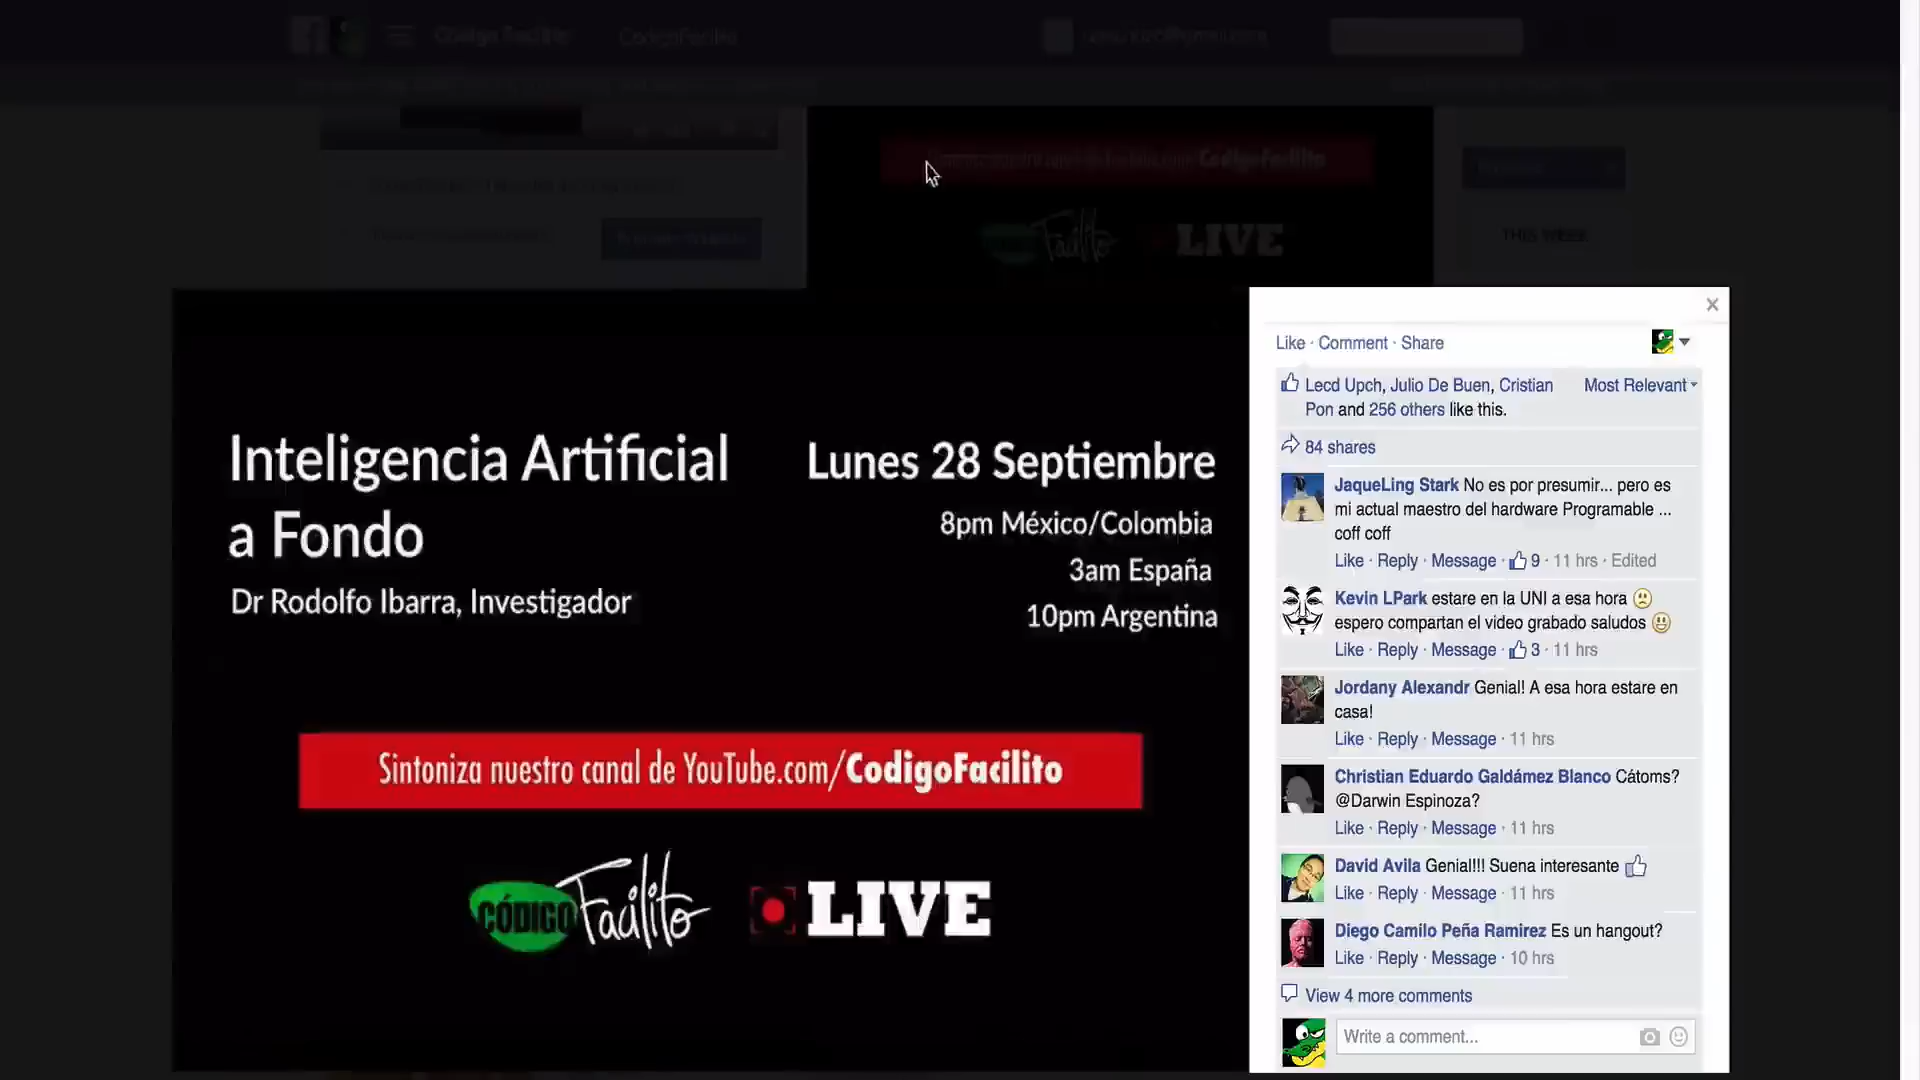 Código Facilito
CodigoFacilito
CodigoFacilito
Facilito
LIVE
THIS WEEK
Inteligencia Artificial
a Fondo
Dr Rodolfo Ibarra, Investigador
Lunes 28 Septiembre
8pm México/Colombia
3am España
10pm Argentina
Sintoniza nuestro canal de YouTube.com/CodigoFacilito
CÓDIGO Facilito
LIVE
Like · Comment · Share
Lecd Upch, Julio De Buen, Cristian
Pon and 256 others like this.
Most Relevant
84 shares
JaqueLing Stark No es por presumir... pero es
mi actual maestro del hardware Programable ...
coff coff
Like · Reply · Message · 9 · 11 hrs · Edited
Kevin LPark estare en la UNI a esa hora
espero compartan el video grabado saludos
Like · Reply · Message · 3 · 11 hrs
Jordany Alexandr Genial! A esa hora estare en
casa!
Like · Reply · Message · 11 hrs
Christian Eduardo Galdámez Blanco Cátoms?
@Darwin Espinoza?
Like · Reply · Message · 11 hrs
David Avila Genial!!! Suena interesante
Like · Reply · Message · 11 hrs
Diego Camilo Peña Ramirez Es un hangout?
Like · Reply · Message · 10 hrs
View 4 more comments
Write a comment...